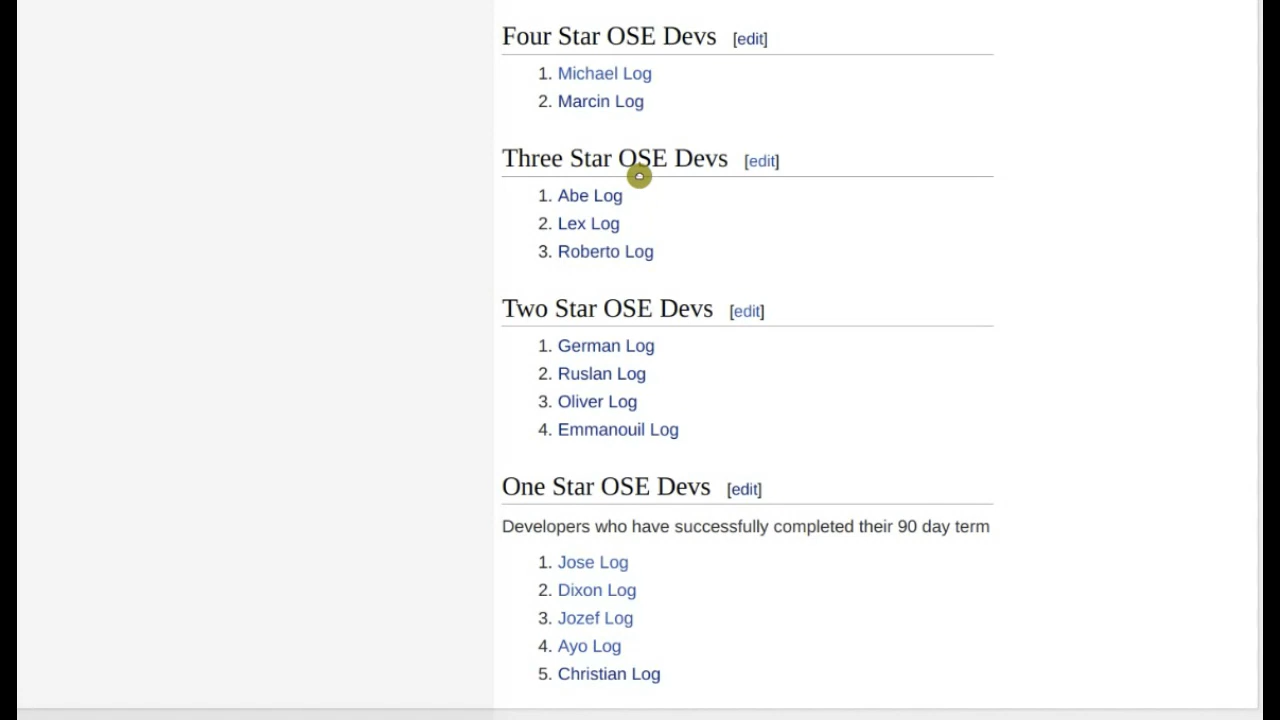 Four Star OSE Devs [edit]
1. Michael Log
2. Marcin Log
Three Star OSE Devs [edit]
1. Abe Log
2. Lex Log
3. Roberto Log
Two Star OSE Devs [edit]
1. German Log
2. Ruslan Log
3. Oliver Log
4. Emmanouil Log
One Star OSE Devs [edit]
Developers who have successfully completed their 90 day term
1. Jose Log
2. Dixon Log
3. Jozef Log
4. Ayo Log
5. Christian Log